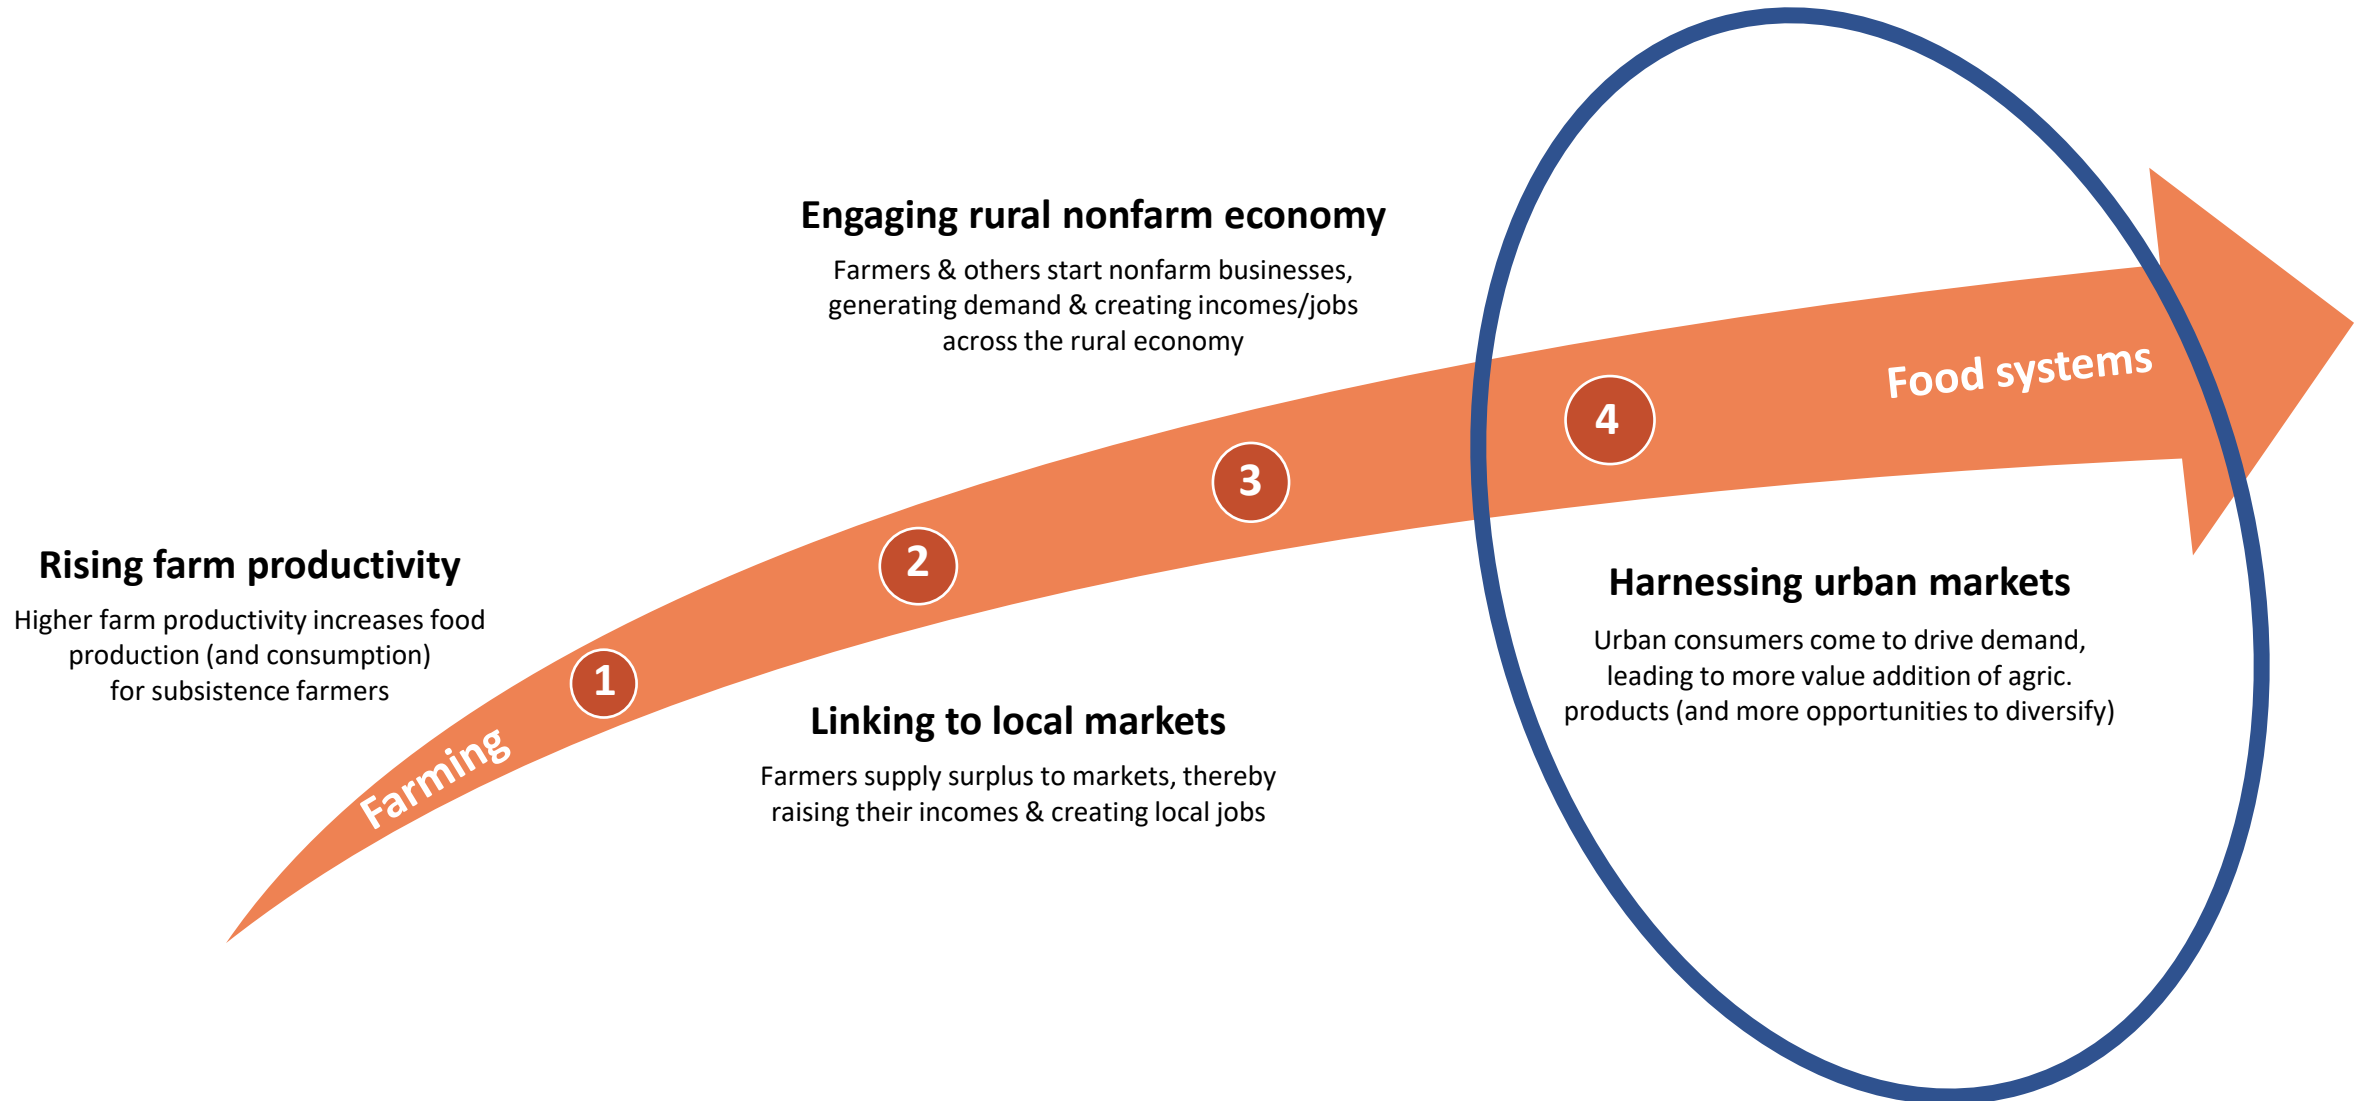 Rising farm productivity
Higher farm productivity increases food
production (and consumption)
for subsistence farmers
Farming
1
Linking to local markets
Farmers supply surplus to markets, thereby
raising their incomes & creating local jobs
2
Engaging rural nonfarm economy
Farmers & others start nonfarm businesses,
generating demand & creating incomes/jobs
across the rural economy
3
4
Food systems
Harnessing urban markets
Urban consumers come to drive demand,
leading to more value addition of agric.
products (and more opportunities to diversify)